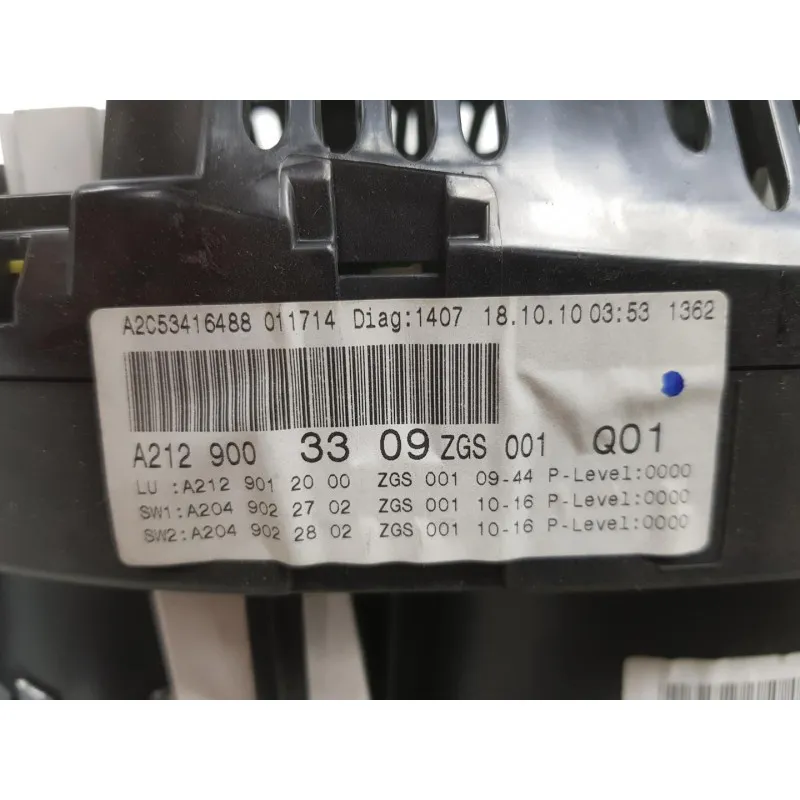 A2C53416488 011714 Diag:1407 18.10.10 03:53 1362
A212 900 33 09 ZGS 001 Q01
LU :A212 901 20 00 ZGS 001 09-44 P-Level:0000
SW1:A204 902 27 02 ZGS 001 10-16 P-Level:0000
SW2:A204 902 28 02 ZGS 001 10-16 P-Level:0000